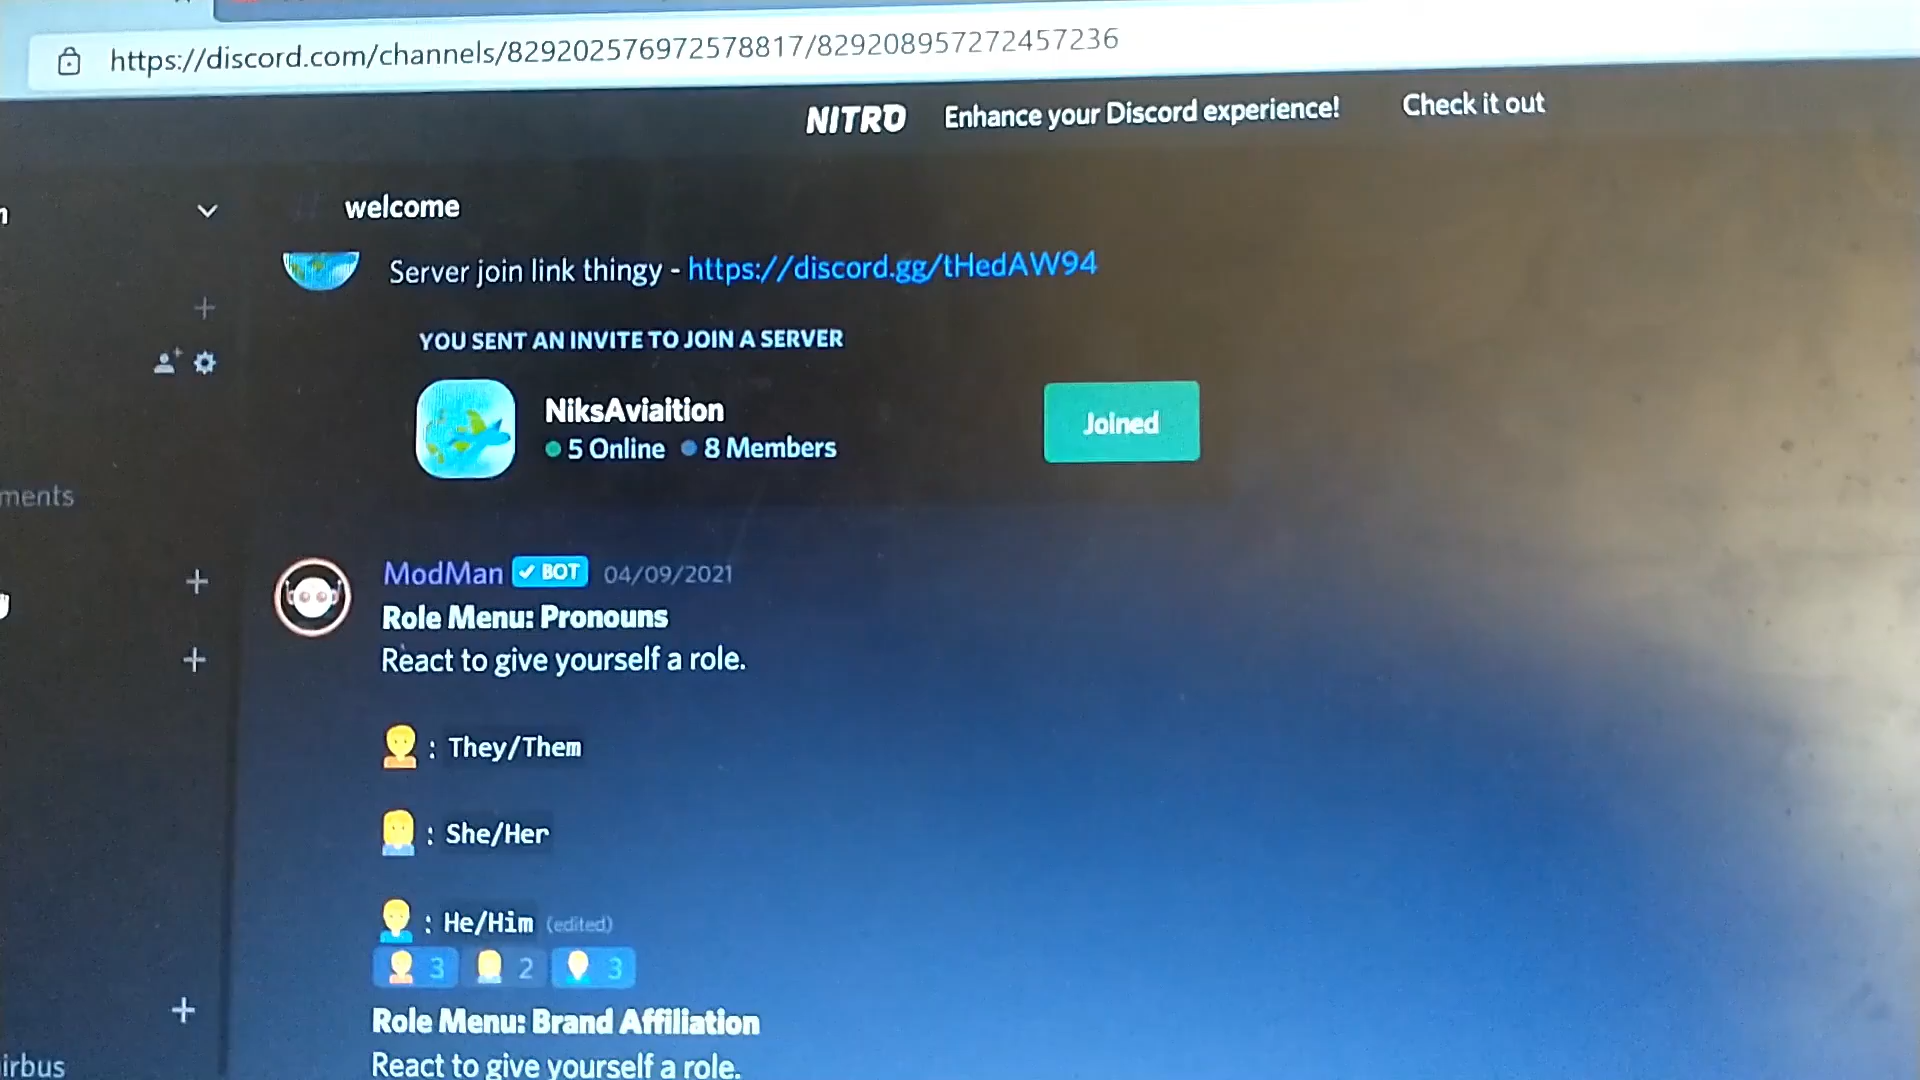 https://discord.com/channels/829202576972578817/829208957272457236
NITRO Enhance your Discord experience! Check it out
welcome
Server join link thingy - https://discord.gg/tHedAW94
YOU SENT AN INVITE TO JOIN A SERVER
NiksAviaition
5 Online 8 Members
Joined
ments
ModMan BOT 04/09/2021
Role Menu: Pronouns
React to give yourself a role.
: They/Them
: She/Her
: He/Him (edited)
3 2 3
Role Menu: Brand Affiliation
irbus
React to give yourself a role.